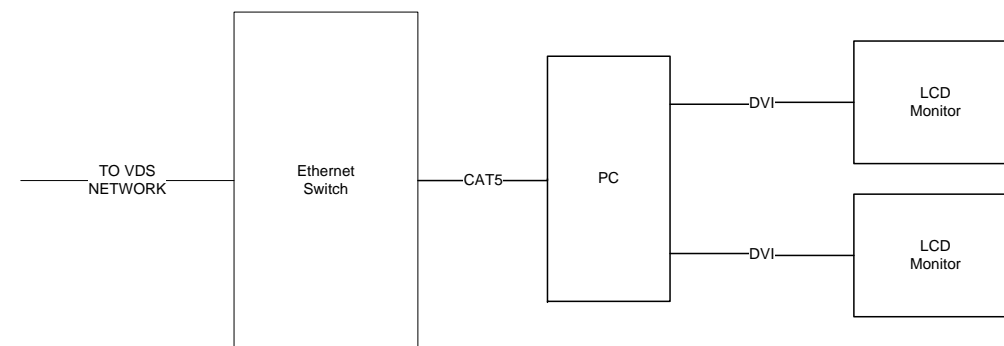 TO VDS
NETWORK
Ethernet
Switch
CAT5
PC
DVI
LCD
Monitor
DVI
LCD
Monitor